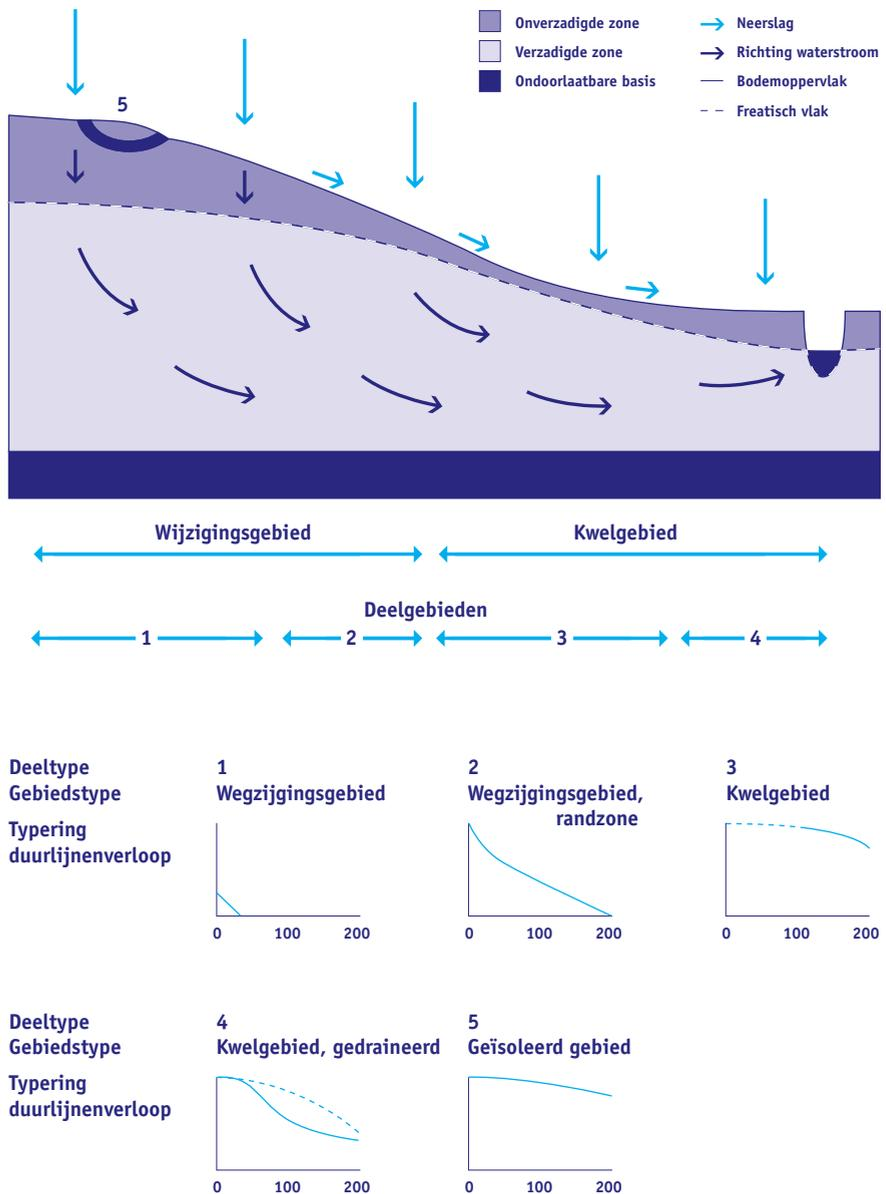 Onverzadigde zone
Verzadigde zone
Ondoorlaatbare basis
Neerslag
Richting waterstroom
Bodemoppervlak
Freatisch vlak
5
Wijzigingsgebied
Kwelgebied
Deelgebieden
1
2
3
4
Deeltype
Gebiedstype
1
Wegzijgingsgebied
2
Wegzijgingsgebied,
randzone
3
Kwelgebied
Typering
duurlijnenverloop
0 100 200
0 100 200
0 100 200
Deeltype
Gebiedstype
4
Kwelgebied, gedraineerd
5
Geïsoleerd gebied
Typering
duurlijnenverloop
0 100 200
0 100 200